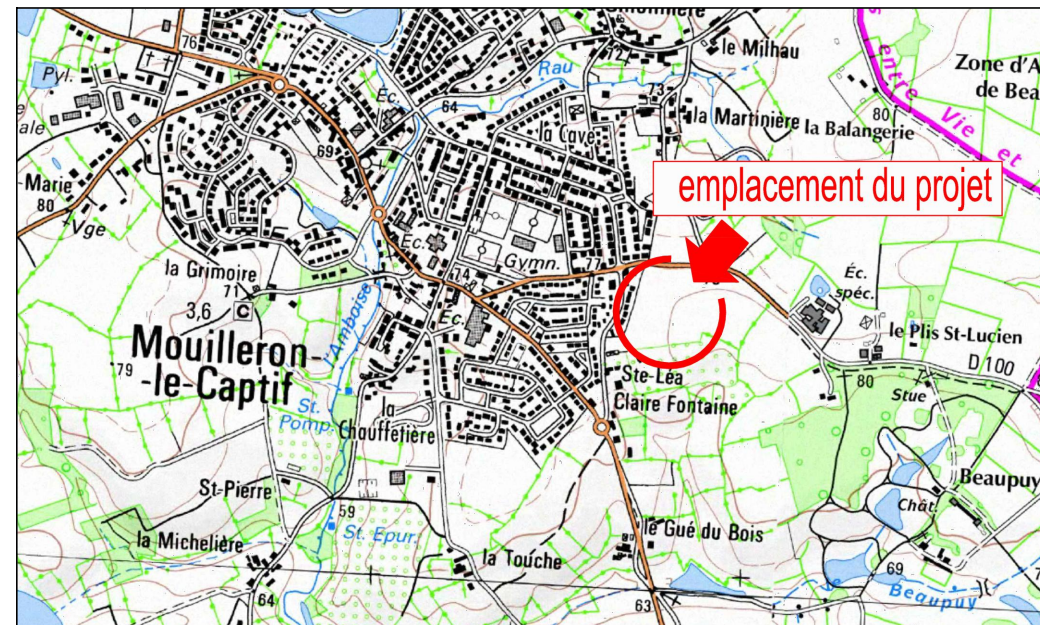 76
le Milhau
Pyl.
Rau
Zone d'A
de Bea
entre Vie et
72
73
64
80
Éc.
ale
la Cave
la Martinière
la Balangerie
69
Marie
80
Vge
emplacement du projet
Éc.
Gymn.
77
la Grimoire
71
74
Éc.
spéc.
3,6
C
l'Amboise
Éc.
le Plis St-Lucien
Mouilleron-
-le-Captif
79
D 100
Ste-Léa
80
Stue
St.
Pomp.
la
Chauffetière
Claire Fontaine
Beaupuy
St-Pierre
Chât.
59
St. Epur.
le Gué du Bois
la Michelière
la Touche
69
Beaupuy
64
63